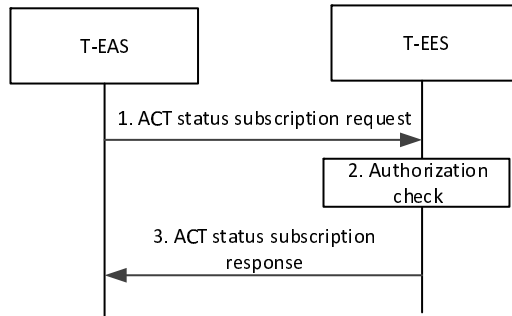 T-EAS
T-EES
1. ACT status subscription request
2. Authorization
check
3. ACT status subscription
response